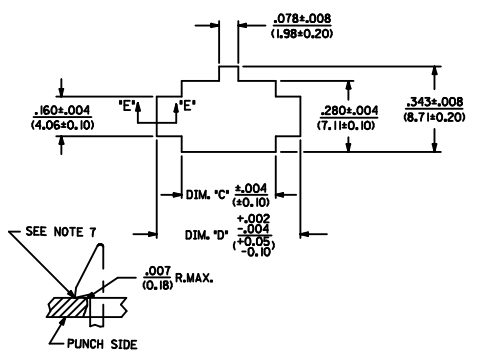 .078±.008
(1.98±0.20)
.160±.004
(4.06±0.10)
"E" "E"
.280±.004
(7.11±0.10)
.343±.008
(8.71±0.20)
DIM. "C" ±.004
(±0.10)
DIM. "D" +.002
-.004
(+0.05
-0.10)
SEE NOTE 7
.007 R.MAX.
(0.18)
PUNCH SIDE